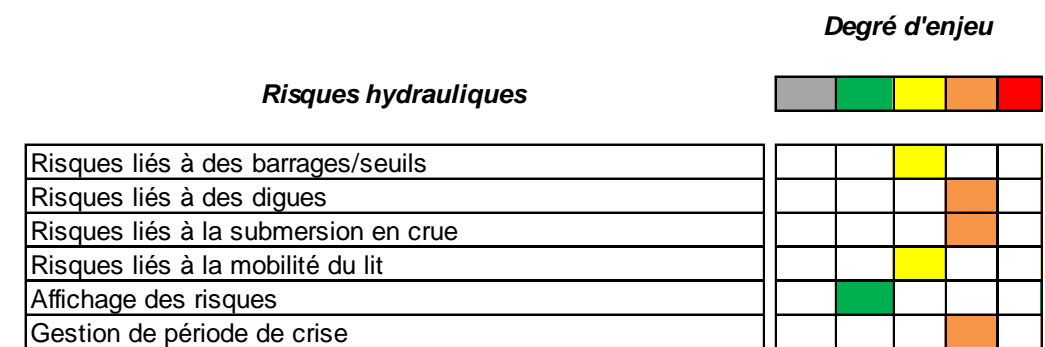 Degré d'enjeu
Risques hydrauliques
Risques liés à des barrages/seuils
Risques liés à des digues
Risques liés à la submersion en crue
Risques liés à la mobilité du lit
Affichage des risques
Gestion de période de crise